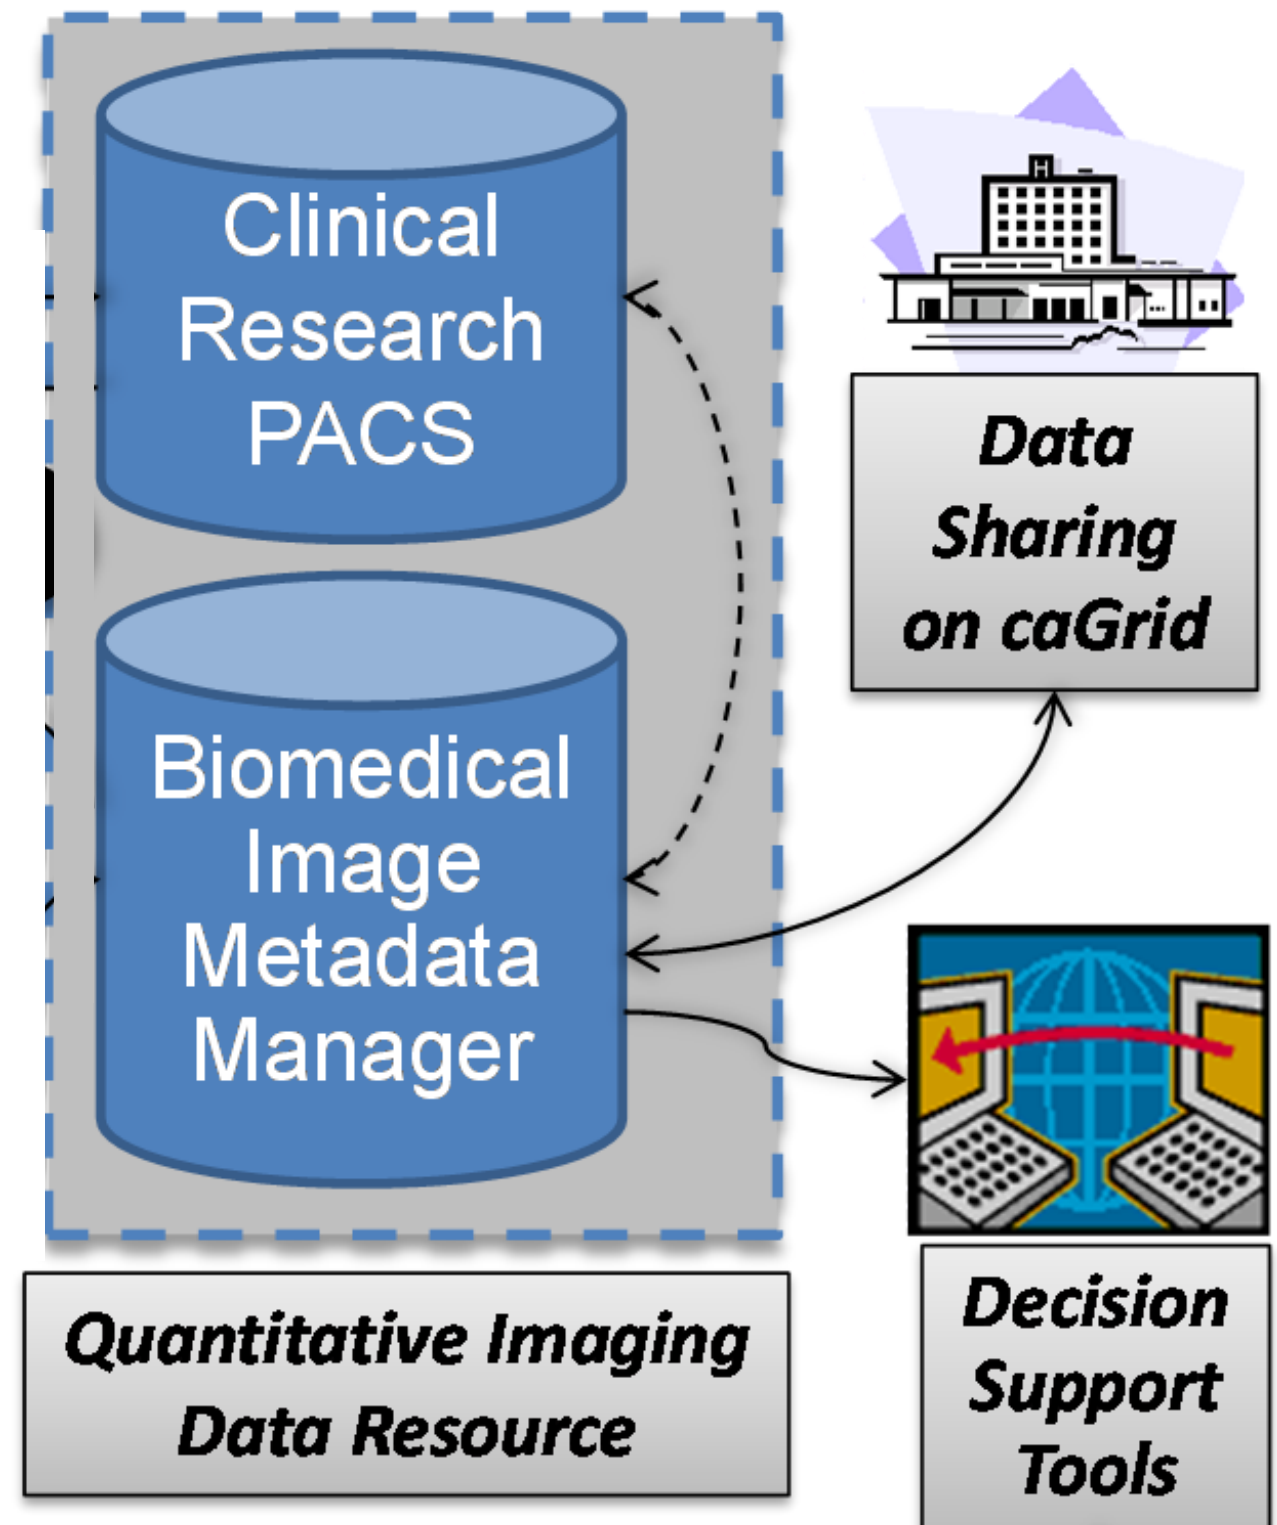 Clinical
Research
PACS
Biomedical
Image
Metadata
Manager
Quantitative Imaging
Data Resource
H
Data
Sharing
on caGrid
Decision
Support
Tools